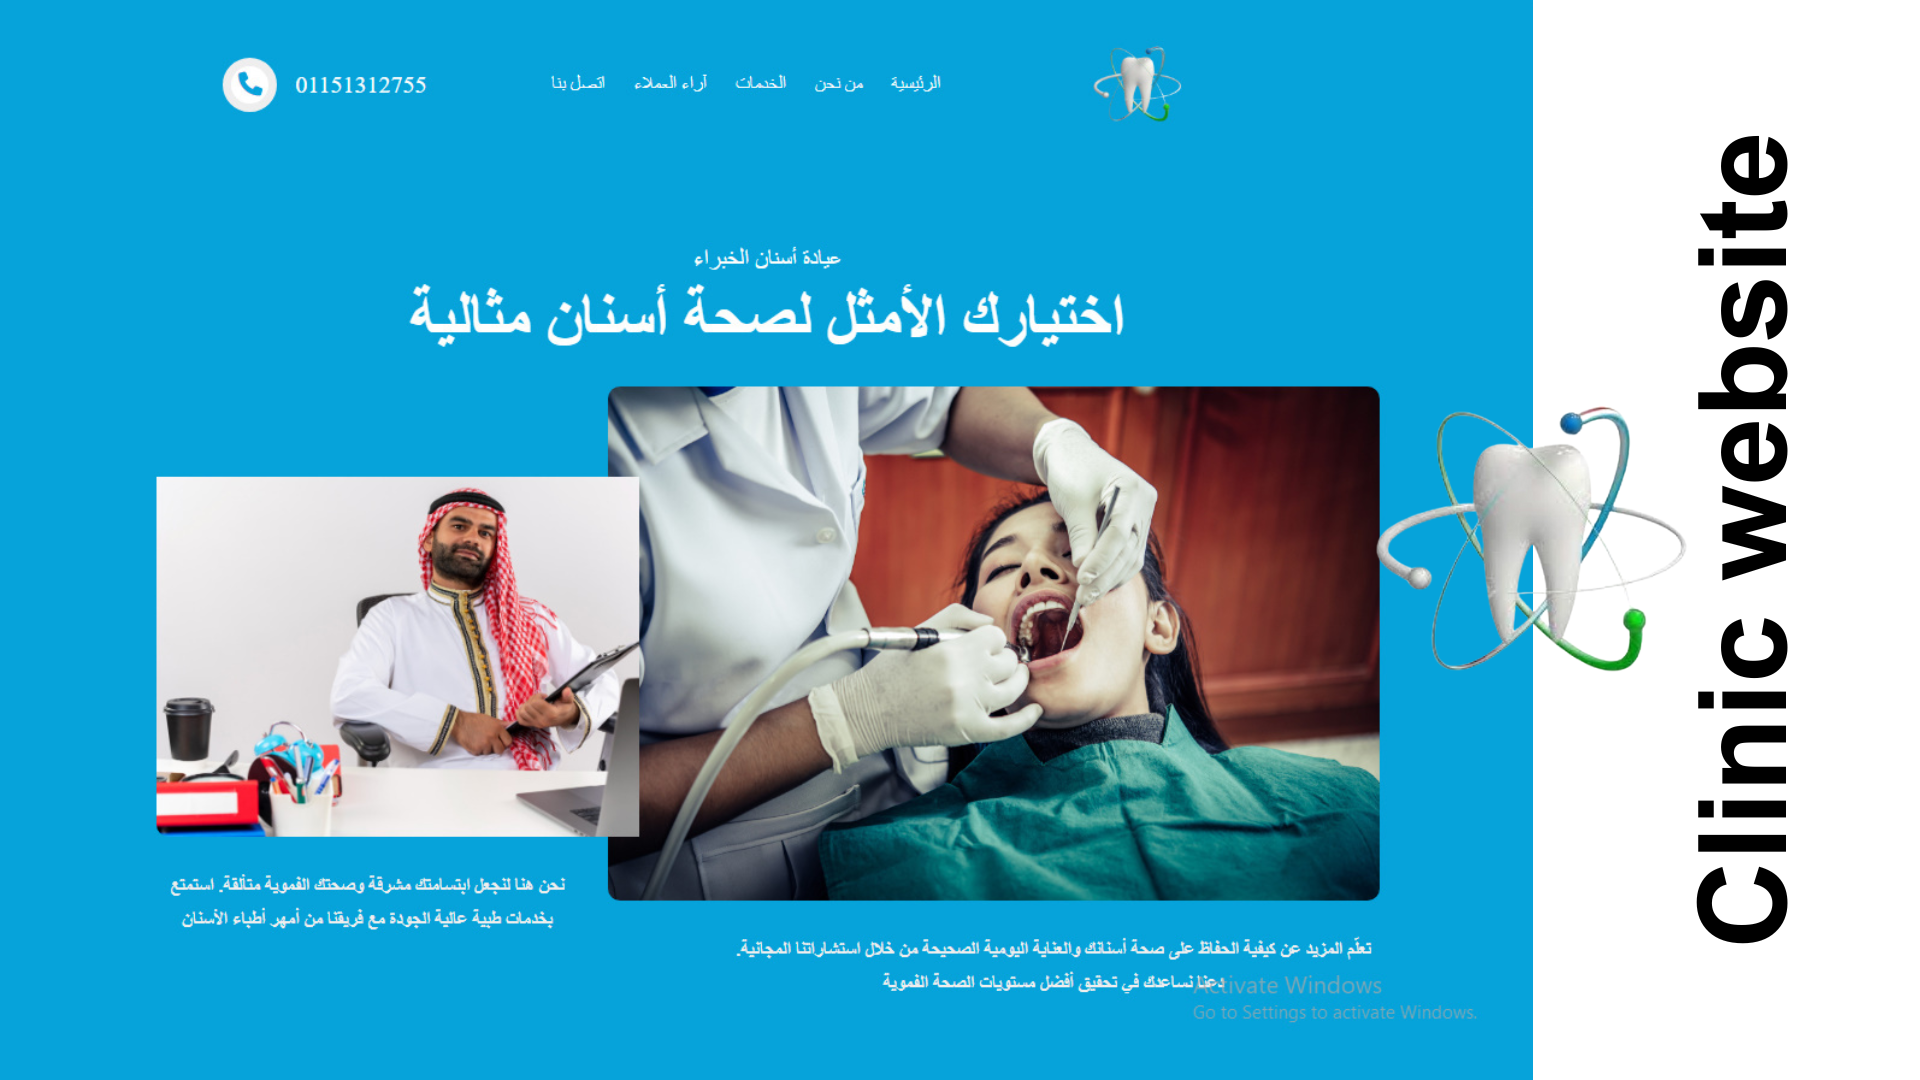 الرئيسية من نحن الخدمات آراء العملاء اتصل بنا 01151312755
عيادة أسنان الخبراء
اختيارك الأمثل لصحة أسنان مثالية
نحن هنا لنجعل ابتسامتك مشرقة وصحتك الفموية متألقة. استمتع
بخدمات طبية عالية الجودة مع فريقنا من أمهر أطباء الأسنان
تعلّم المزيد عن كيفية الحفاظ على صحة أسنانك والعناية اليومية الصحيحة من خلال استشاراتنا المجانية.
دعنا نساعدك في تحقيق أفضل مستويات الصحة الفموية
Activate Windows
Go to Settings to activate Windows.
Clinic website